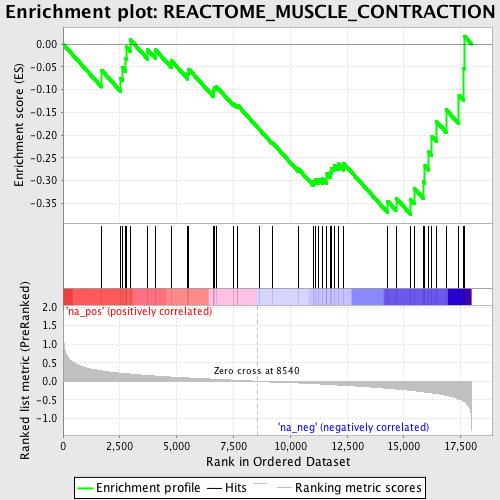 Enrichment plot: REACTOME_MUSCLE_CONTRACTION
Enrichment score (ES)
0.00
-0.05
-0.10
-0.15
-0.20
-0.25
-0.30
-0.35
'na_pos' (positively correlated)
Ranked list metric (PreRanked)
2.0
1.5
1.0
0.5
0.0
-0.5
-1.0
Zero cross at 8540
'na_neg' (negatively correlated)
0
2,500
5,000
7,500
10,000
12,500
15,000
17,500
Rank in Ordered Dataset
Enrichment profile
Hits
Ranking metric scores